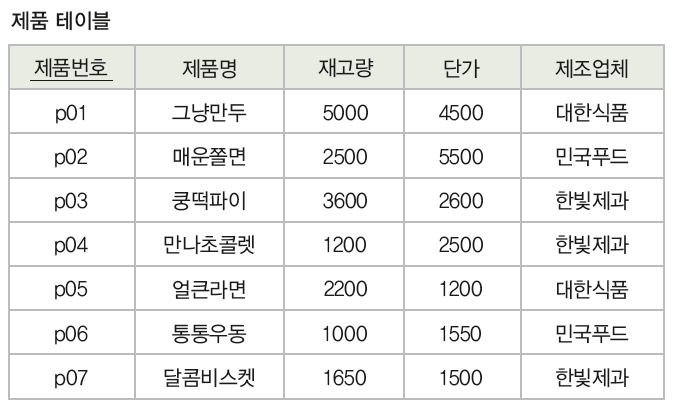 제품 테이블
제품번호 제품명 재고량 단가 제조업체
p01 그냥만두 5000 4500 대한식품
p02 매운쫄면 2500 5500 민국푸드
p03 쿵떡파이 3600 2600 한빛제과
p04 만나초콜렛 1200 2500 한빛제과
p05 얼큰라면 2200 1200 대한식품
p06 통통우동 1000 1550 민국푸드
p07 달콤비스켓 1650 1500 한빛제과